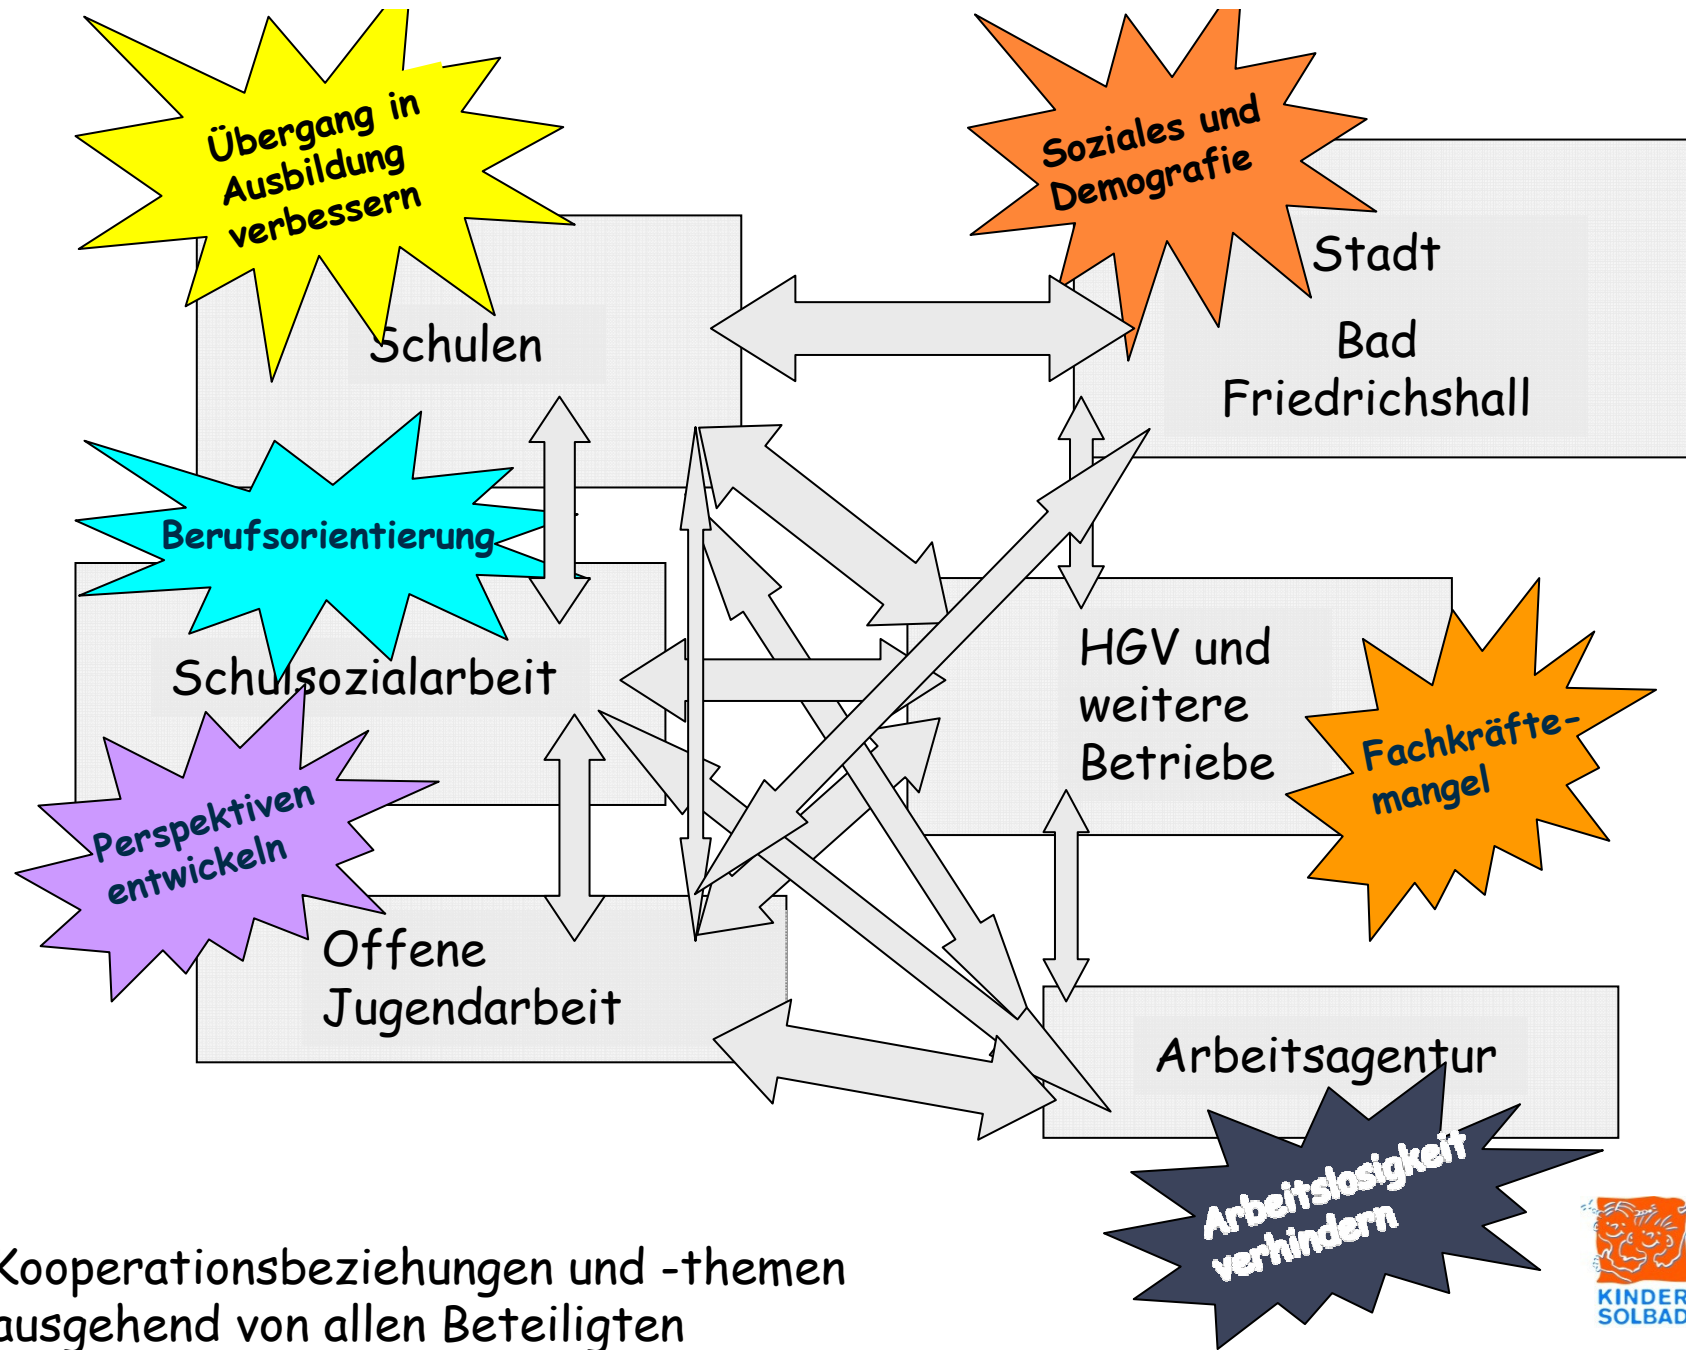 Übergang in
Ausbildung
verbessern
Soziales und
Demografie
Stadt
Bad
Friedrichshall
Schulen
Berufsorientierung
Schulsozialarbeit
HGV und
weitere
Betriebe
Fachkräfte-
mangel
Perspektiven
entwickeln
Offene
Jugendarbeit
Arbeitsagentur
Arbeitslosigkeit
verhindern
Kooperationsbeziehungen und -themen
ausgehend von allen Beteiligten
KINDER
SOLBAD